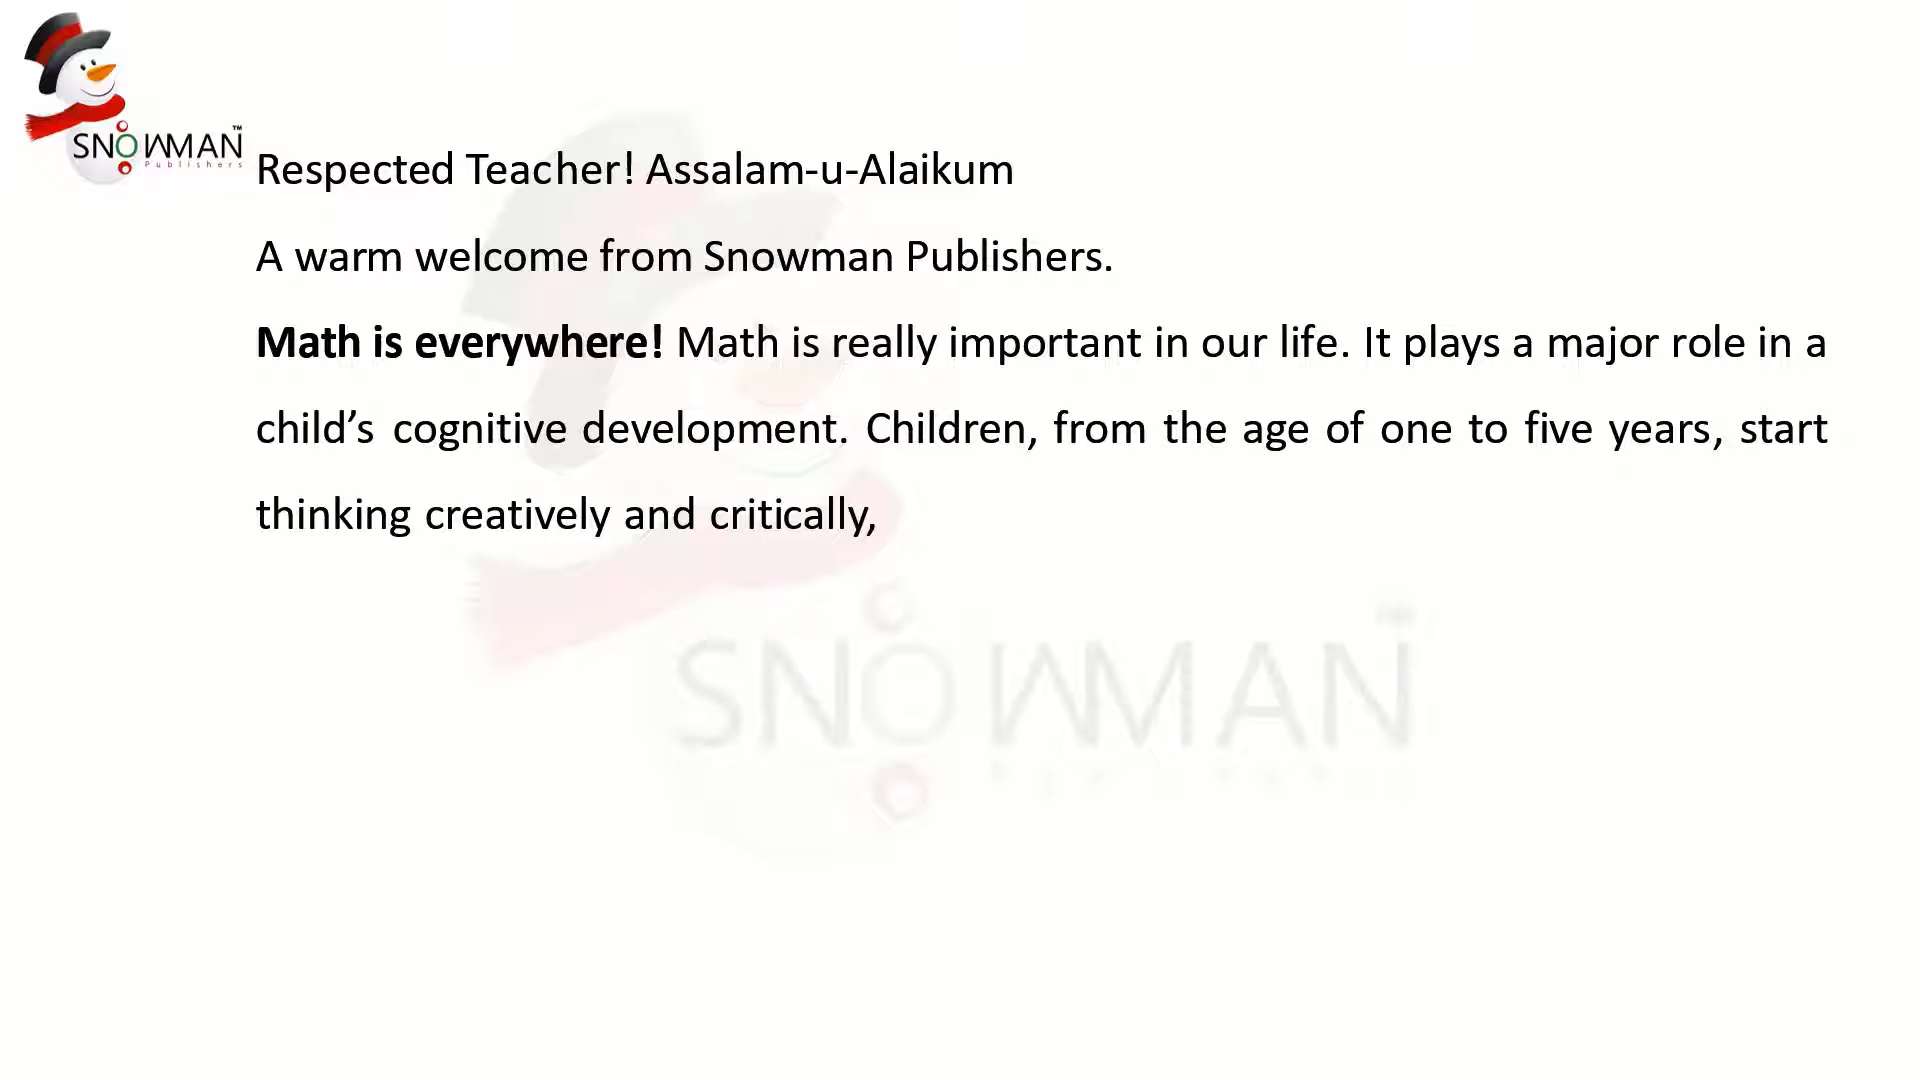 SNOWMAN™
Publishers
Respected Teacher! Assalam-u-Alaikum
A warm welcome from Snowman Publishers.
Math is everywhere! Math is really important in our life. It plays a major role in a
child’s cognitive development. Children, from the age of one to five years, start
thinking creatively and critically,
SNOWMAN